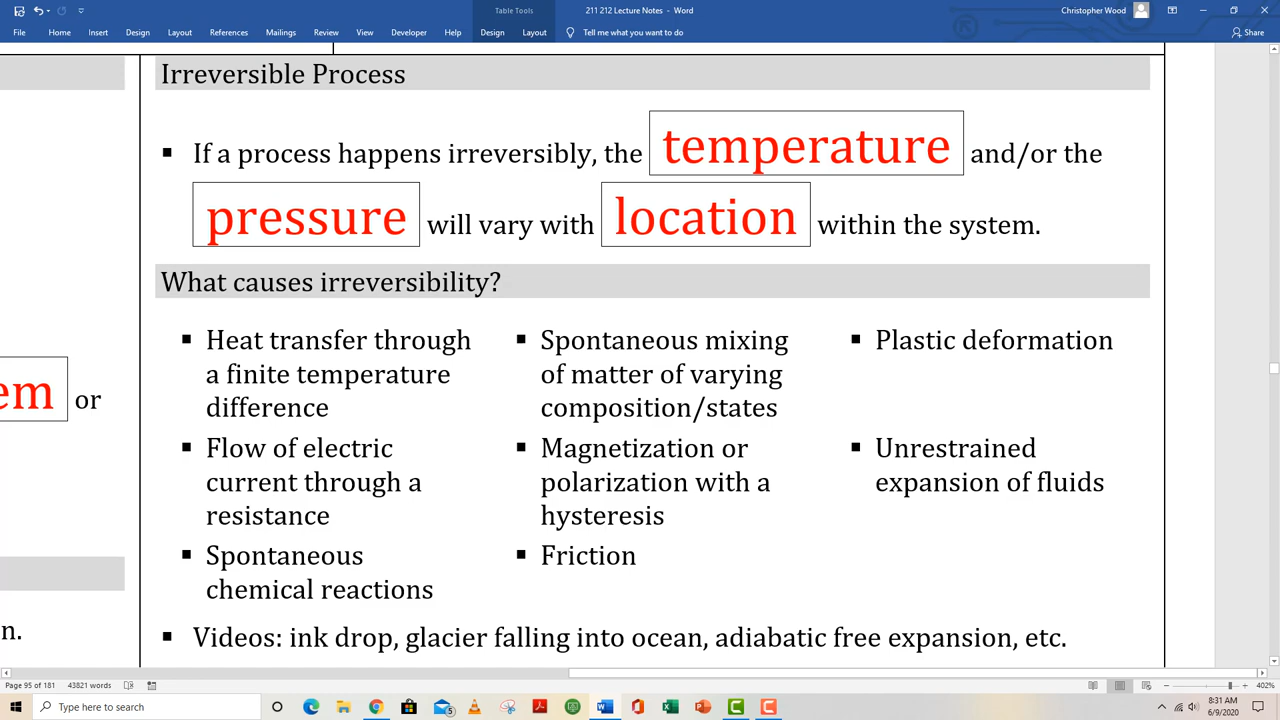 Table Tools
211 212 Lecture Notes - Word
Christopher Wood
File Home Insert Design Layout References Mailings Review View Developer Help Design Layout Tell me what you want to do Share
Irreversible Process
▪ If a process happens irreversibly, the temperature and/or the
pressure will vary with location within the system.
What causes irreversibility?
▪ Heat transfer through
a finite temperature
difference
▪ Spontaneous mixing
of matter of varying
composition/states
▪ Plastic deformation
em or
▪ Flow of electric
current through a
resistance
▪ Magnetization or
polarization with a
hysteresis
▪ Unrestrained
expansion of fluids
▪ Spontaneous
chemical reactions
▪ Friction
n.
▪ Videos: ink drop, glacier falling into ocean, adiabatic free expansion, etc.
Page 95 of 181 43821 words
402%
Type here to search
5
8:31 AM
6/9/2020